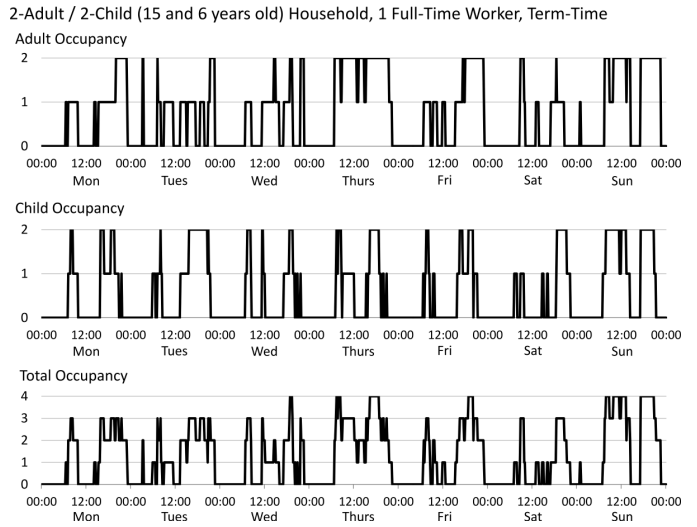 2-Adult / 2-Child (15 and 6 years old) Household, 1 Full-Time Worker, Term-Time
Adult Occupancy
2
1
0
00:00 12:00 00:00 12:00 00:00 12:00 00:00 12:00 00:00 12:00 00:00 12:00 00:00 12:00 00:00
Mon Tues Wed Thurs Fri Sat Sun
Child Occupancy
2
1
0
00:00 12:00 00:00 12:00 00:00 12:00 00:00 12:00 00:00 12:00 00:00 12:00 00:00 12:00 00:00
Mon Tues Wed Thurs Fri Sat Sun
Total Occupancy
4
3
2
1
0
00:00 12:00 00:00 12:00 00:00 12:00 00:00 12:00 00:00 12:00 00:00 12:00 00:00 12:00 00:00
Mon Tues Wed Thurs Fri Sat Sun